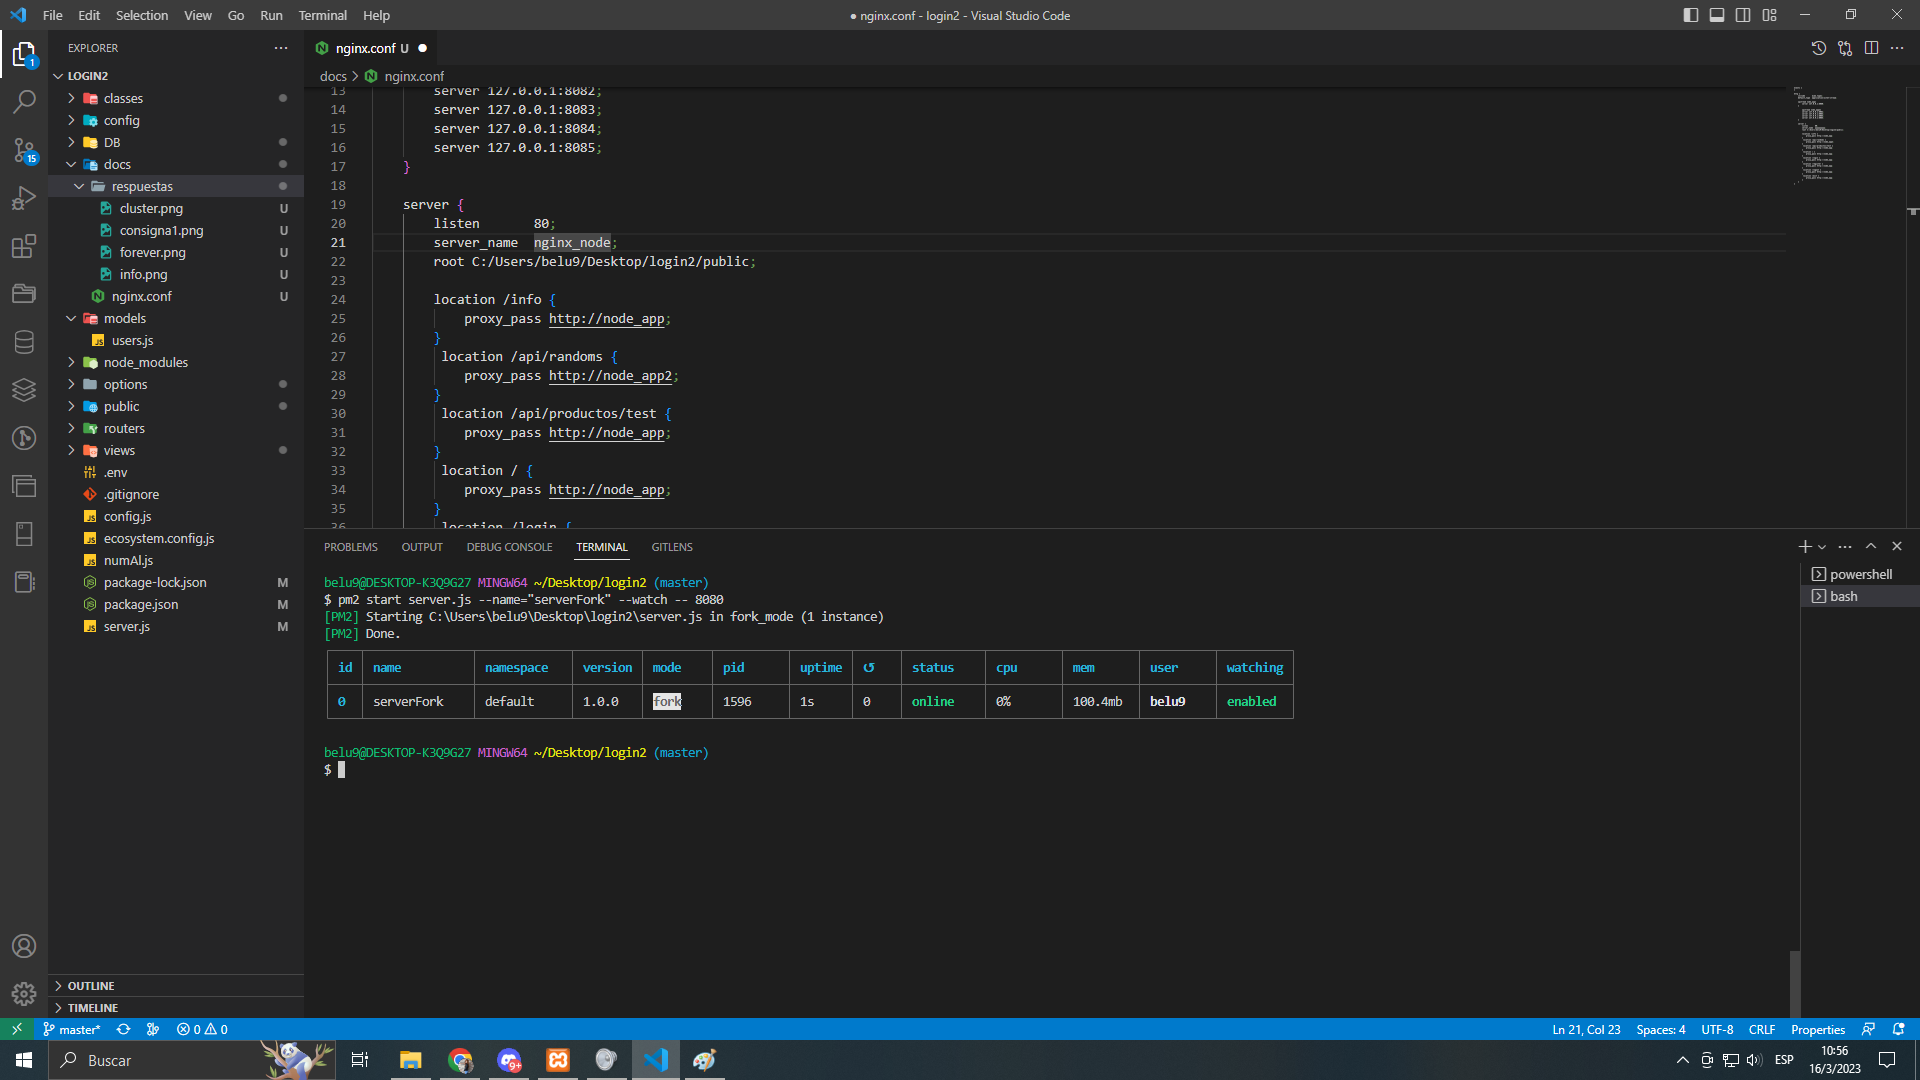 File Edit Selection View Go Run Terminal Help
● nginx.conf - login2 - Visual Studio Code
EXPLORER
LOGIN2
classes
config
DB
docs
respuestas
cluster.png U
consigna1.png U
forever.png U
info.png U
nginx.conf U
models
users.js
node_modules
options
public
routers
views
.env
.gitignore
config.js
ecosystem.config.js
numAl.js
package-lock.json M
package.json M
server.js M
OUTLINE
TIMELINE
1
15
nginx.conf U
docs > nginx.conf
13 server 127.0.0.1:8082;
14 server 127.0.0.1:8083;
15 server 127.0.0.1:8084;
16 server 127.0.0.1:8085;
17 }
18
19 server {
20 listen 80;
21 server_name nginx_node;
22 root C:/Users/belu9/Desktop/login2/public;
23
24 location /info {
25 proxy_pass http://node_app;
26 }
27 location /api/randoms {
28 proxy_pass http://node_app2;
29 }
30 location /api/productos/test {
31 proxy_pass http://node_app;
32 }
33 location / {
34 proxy_pass http://node_app;
35 }
36 location /login {
PROBLEMS OUTPUT DEBUG CONSOLE TERMINAL GITLENS
belu9@DESKTOP-K3Q9G27 MINGW64 ~/Desktop/login2 (master)
$ pm2 start server.js --name="serverFork" --watch -- 8080
[PM2] Starting C:\Users\belu9\Desktop\login2\server.js in fork_mode (1 instance)
[PM2] Done.
id name namespace version mode pid uptime ↺ status cpu mem user watching
0 serverFork default 1.0.0 fork 1596 1s 0 online 0% 100.4mb belu9 enabled
belu9@DESKTOP-K3Q9G27 MINGW64 ~/Desktop/login2 (master)
$
powershell
bash
master* 0 0
Ln 21, Col 23 Spaces: 4 UTF-8 CRLF Properties
Buscar
9+
ESP
10:56
16/3/2023